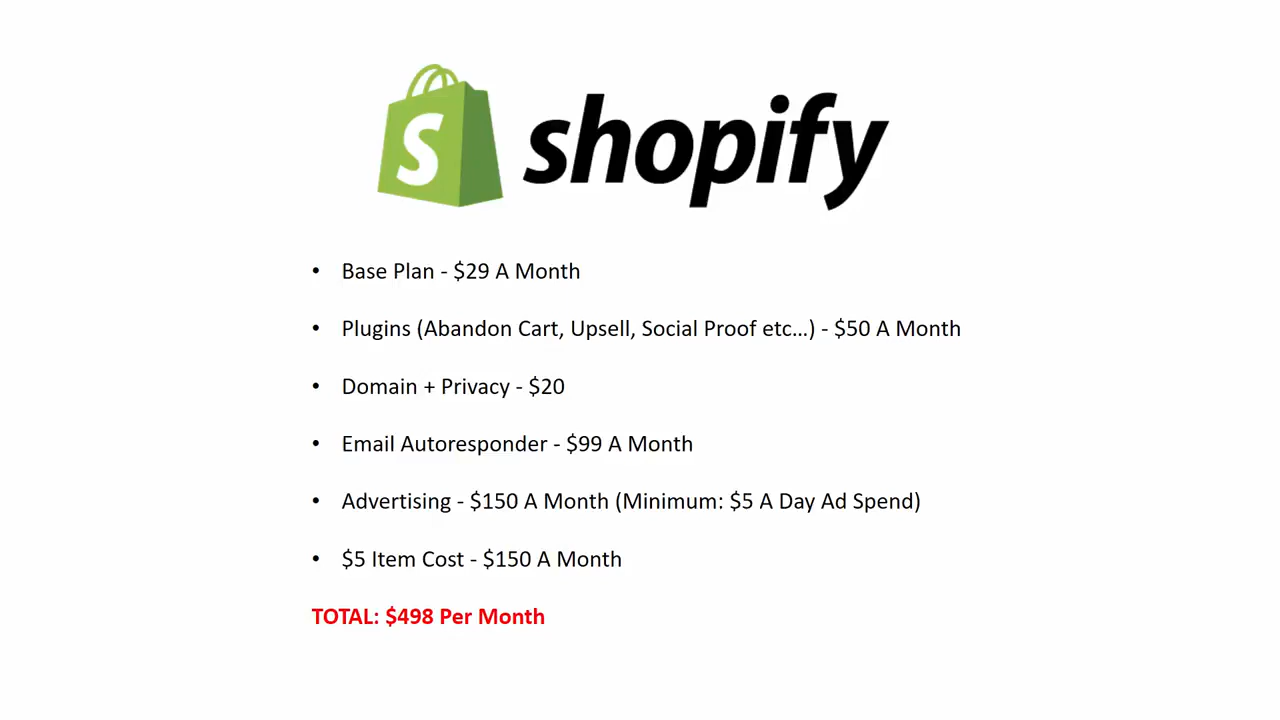 S shopify
• Base Plan - $29 A Month
• Plugins (Abandon Cart, Upsell, Social Proof etc…) - $50 A Month
• Domain + Privacy - $20
• Email Autoresponder - $99 A Month
• Advertising - $150 A Month (Minimum: $5 A Day Ad Spend)
• $5 Item Cost - $150 A Month
TOTAL: $498 Per Month